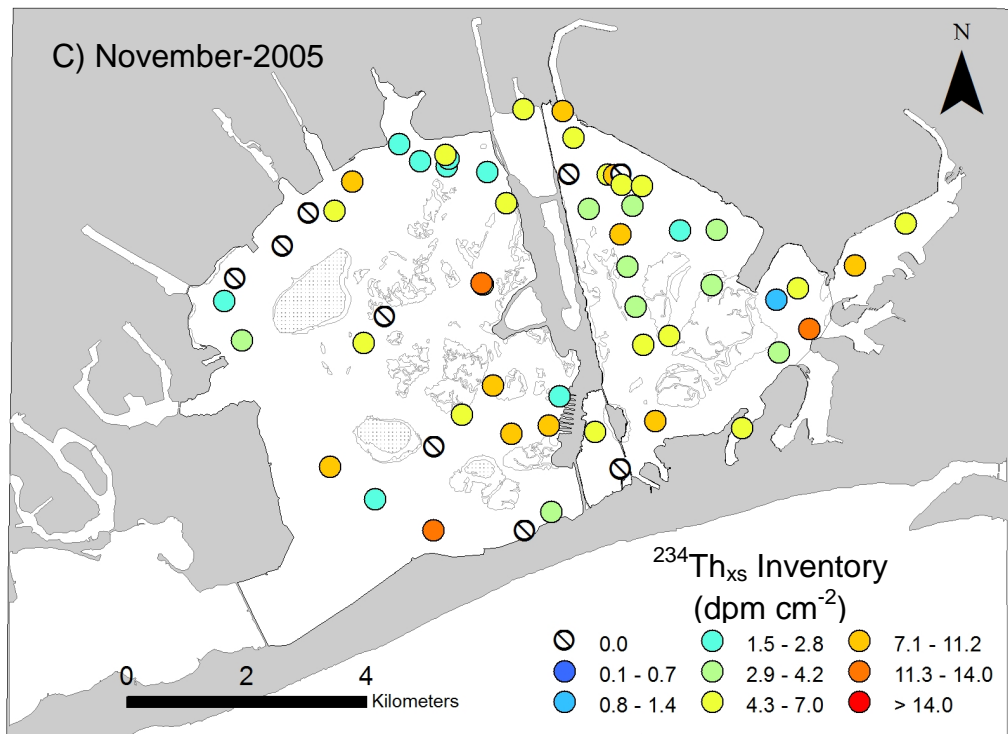 C) November-2005
N
²³⁴Thxs Inventory
(dpm cm⁻²)
0.0
0.1 - 0.7
0.8 - 1.4
1.5 - 2.8
2.9 - 4.2
4.3 - 7.0
7.1 - 11.2
11.3 - 14.0
> 14.0
0 2 4
Kilometers